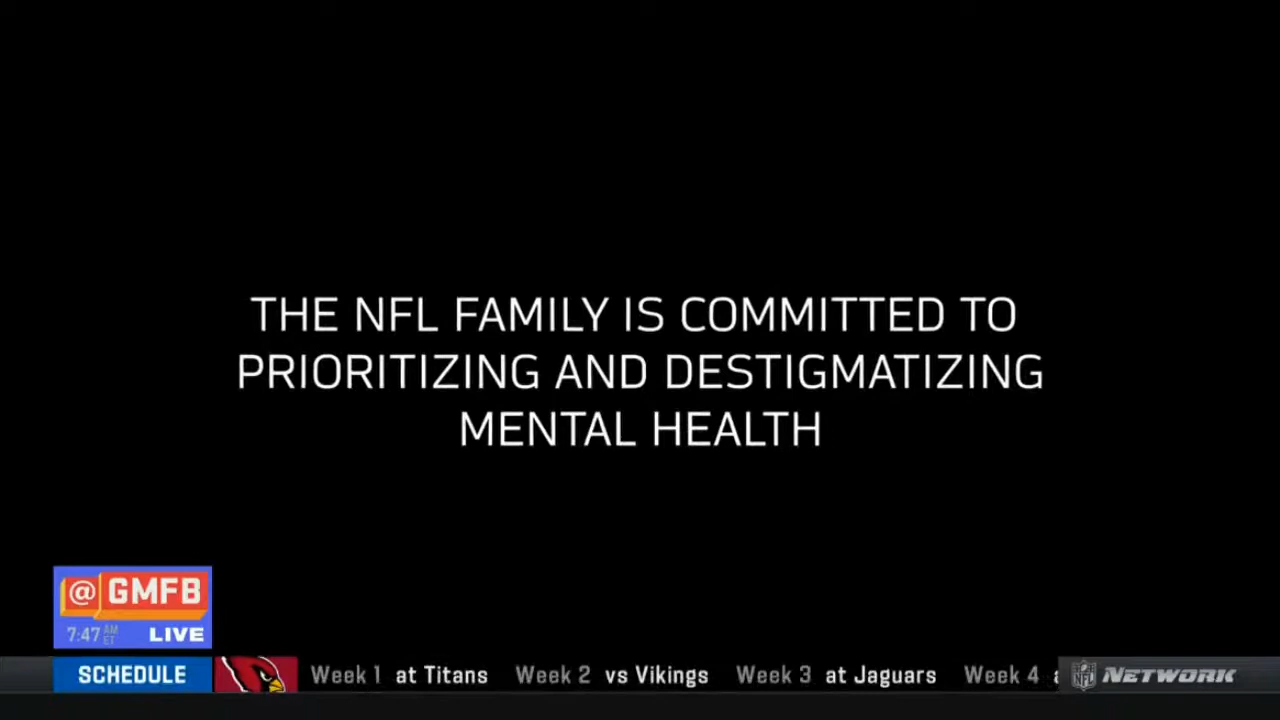 THE NFL FAMILY IS COMMITTED TO
PRIORITIZING AND DESTIGMATIZING
MENTAL HEALTH
@GMFB
7:47 AM ET LIVE
SCHEDULE Week 1 at Titans Week 2 vs Vikings Week 3 at Jaguars Week 4 NFL NETWORK